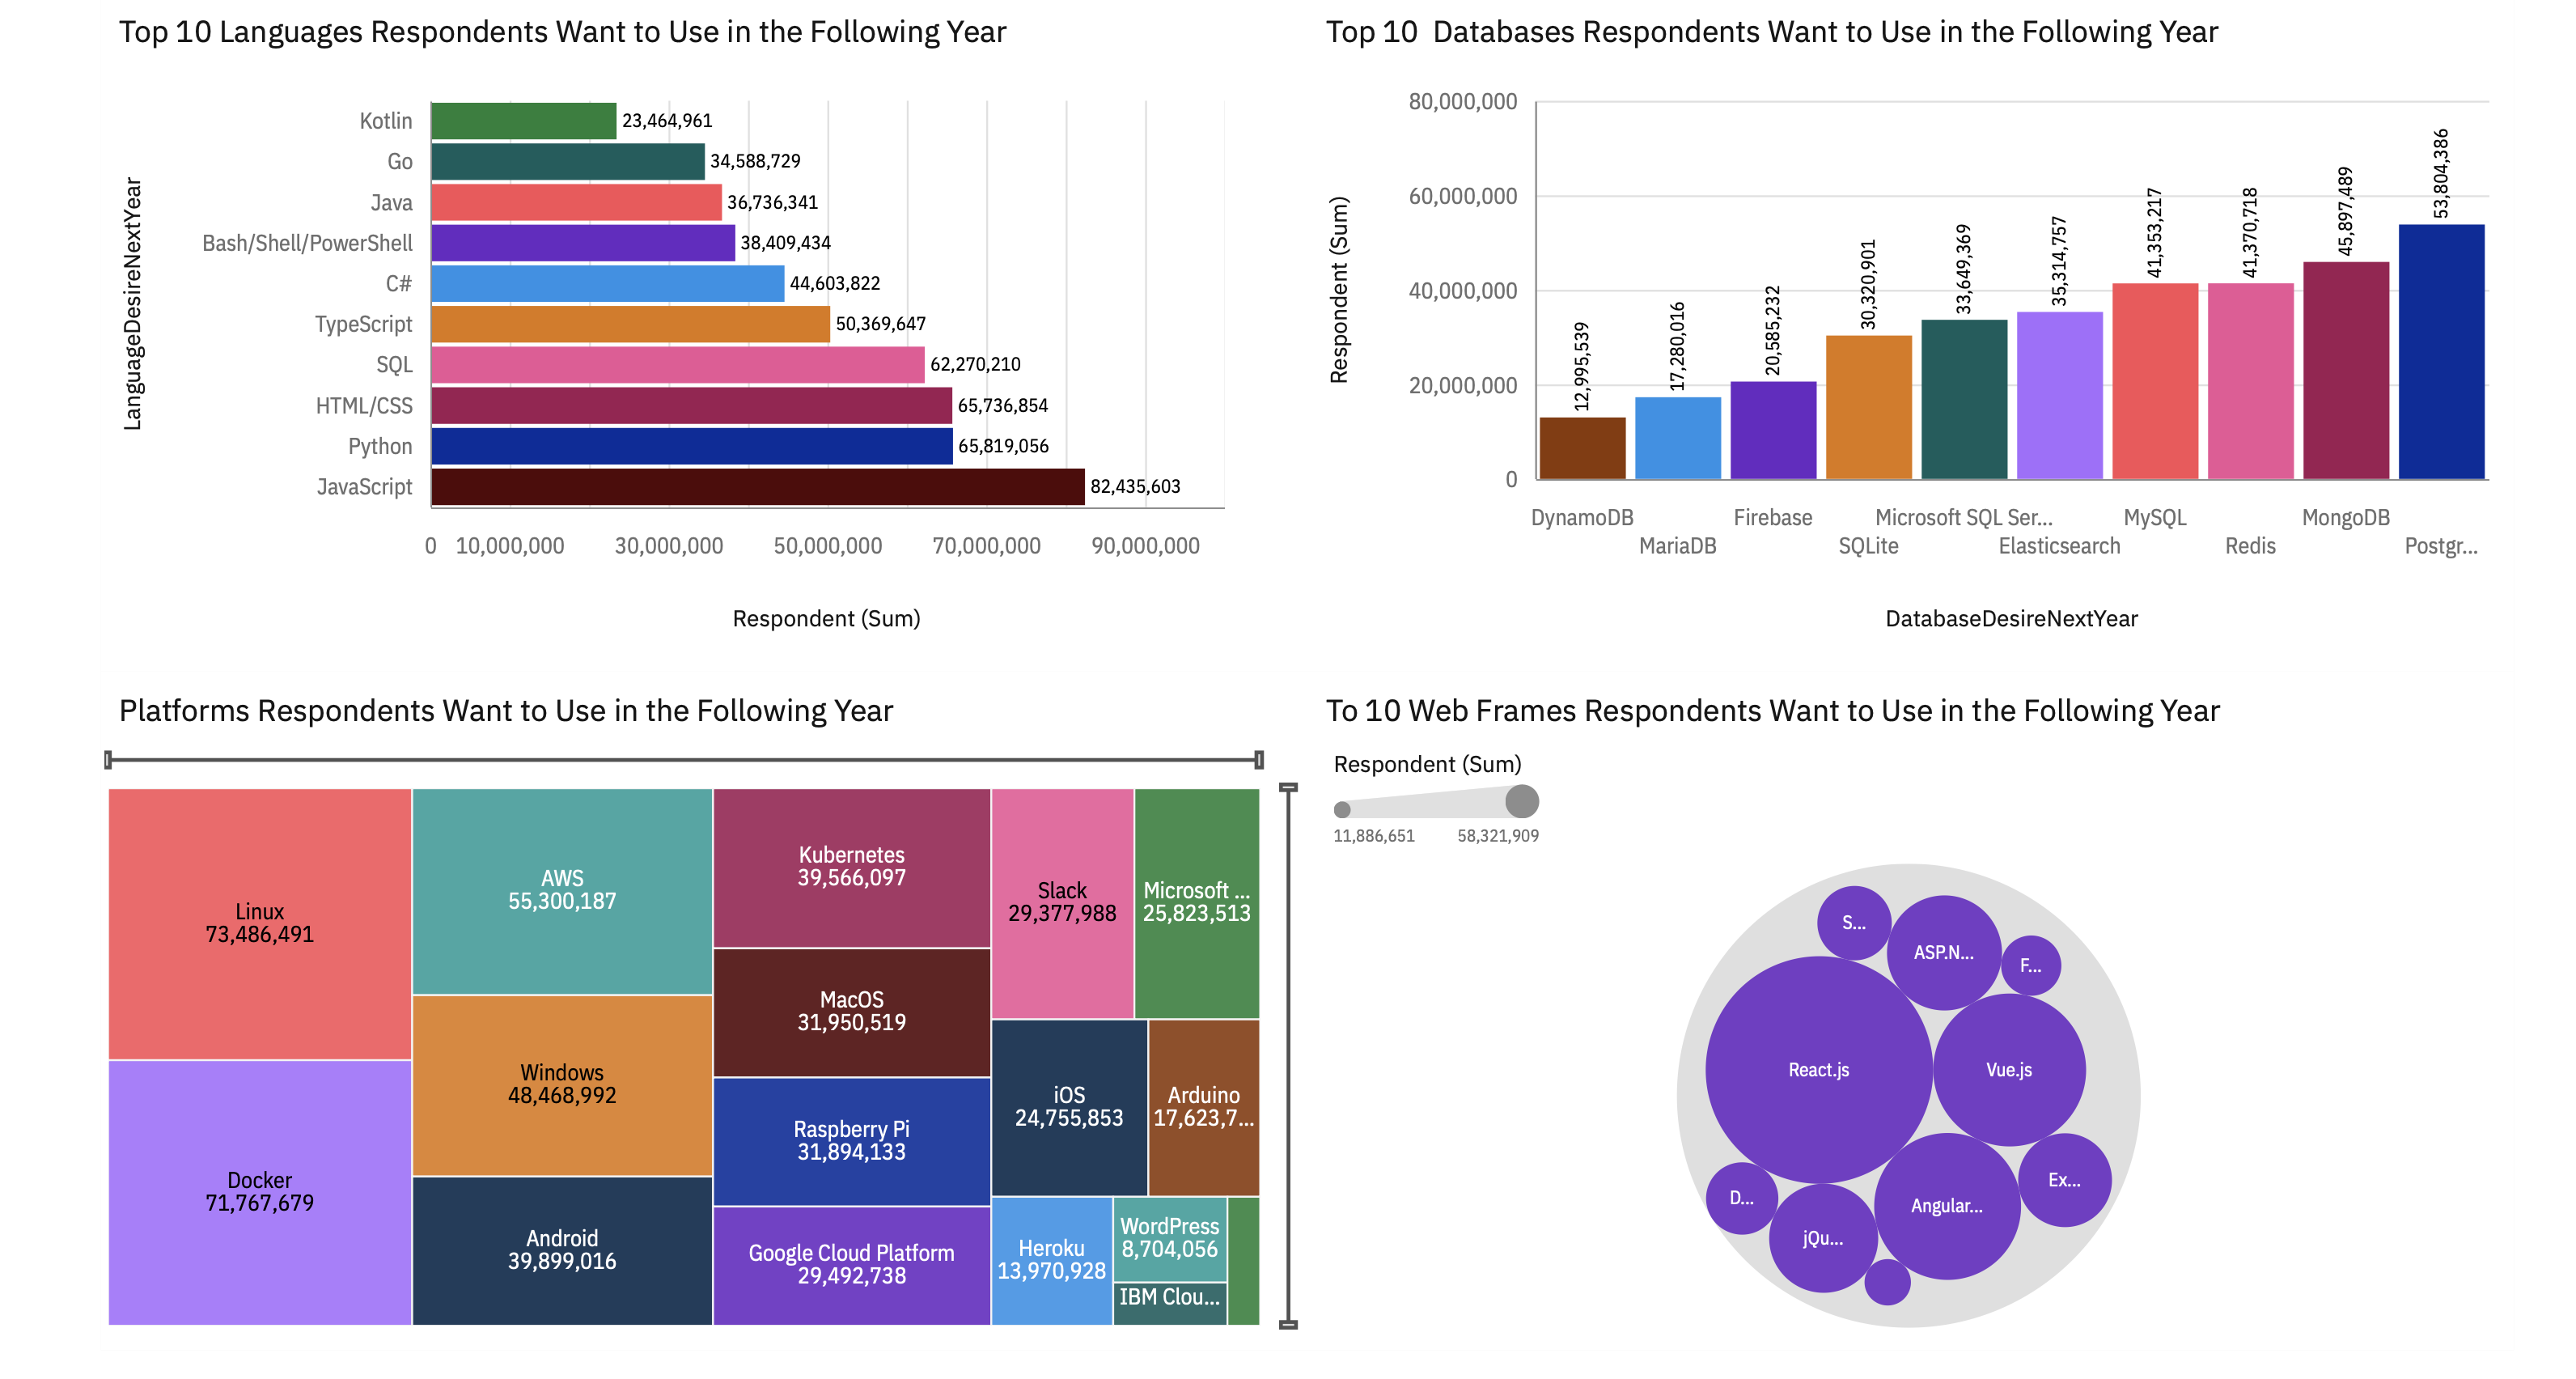 Top 10 Languages Respondents Want to Use in the Following Year
LanguageDesireNextYear
Kotlin
23,464,961
Go
34,588,729
Java
36,736,341
Bash/Shell/PowerShell
38,409,434
C#
44,603,822
TypeScript
50,369,647
SQL
62,270,210
HTML/CSS
65,736,854
Python
65,819,056
JavaScript
82,435,603
0 10,000,000 30,000,000 50,000,000 70,000,000 90,000,000
Respondent (Sum)
Top 10 Databases Respondents Want to Use in the Following Year
Respondent (Sum)
80,000,000
60,000,000
40,000,000
20,000,000
0
12,995,539
17,280,016
20,585,232
30,320,901
33,649,369
35,314,757
41,353,217
41,370,718
45,897,489
53,804,386
DynamoDB
MariaDB
Firebase
SQLite
Microsoft SQL Ser...
Elasticsearch
MySQL
Redis
MongoDB
Postgr...
DatabaseDesireNextYear
Platforms Respondents Want to Use in the Following Year
Linux
73,486,491
Docker
71,767,679
AWS
55,300,187
Windows
48,468,992
Android
39,899,016
Kubernetes
39,566,097
MacOS
31,950,519
Raspberry Pi
31,894,133
Google Cloud Platform
29,492,738
Slack
29,377,988
Microsoft ...
25,823,513
iOS
24,755,853
Arduino
17,623,7...
Heroku
13,970,928
WordPress
8,704,056
IBM Clou...
To 10 Web Frames Respondents Want to Use in the Following Year
Respondent (Sum)
11,886,651 58,321,909
S...
ASP.N...
F...
React.js
Vue.js
D...
jQu...
Angular...
Ex...